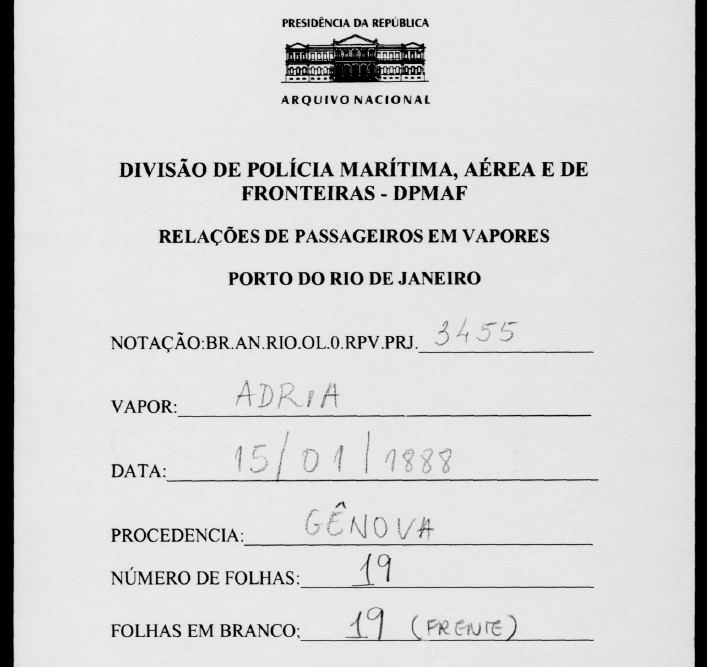 PRESIDÊNCIA DA REPÚBLICA
ARQUIVO NACIONAL
DIVISÃO DE POLÍCIA MARÍTIMA, AÉREA E DE
FRONTEIRAS - DPMAF
RELAÇÕES DE PASSAGEIROS EM VAPORES
PORTO DO RIO DE JANEIRO
NOTAÇÃO:BR.AN.RIO.OL.0.RPV.PRJ. 3455
VAPOR: ADRIA
DATA: 15/01/1888
PROCEDENCIA: GÊNOVA
NÚMERO DE FOLHAS: 19
FOLHAS EM BRANCO: 19 (FRENTE)